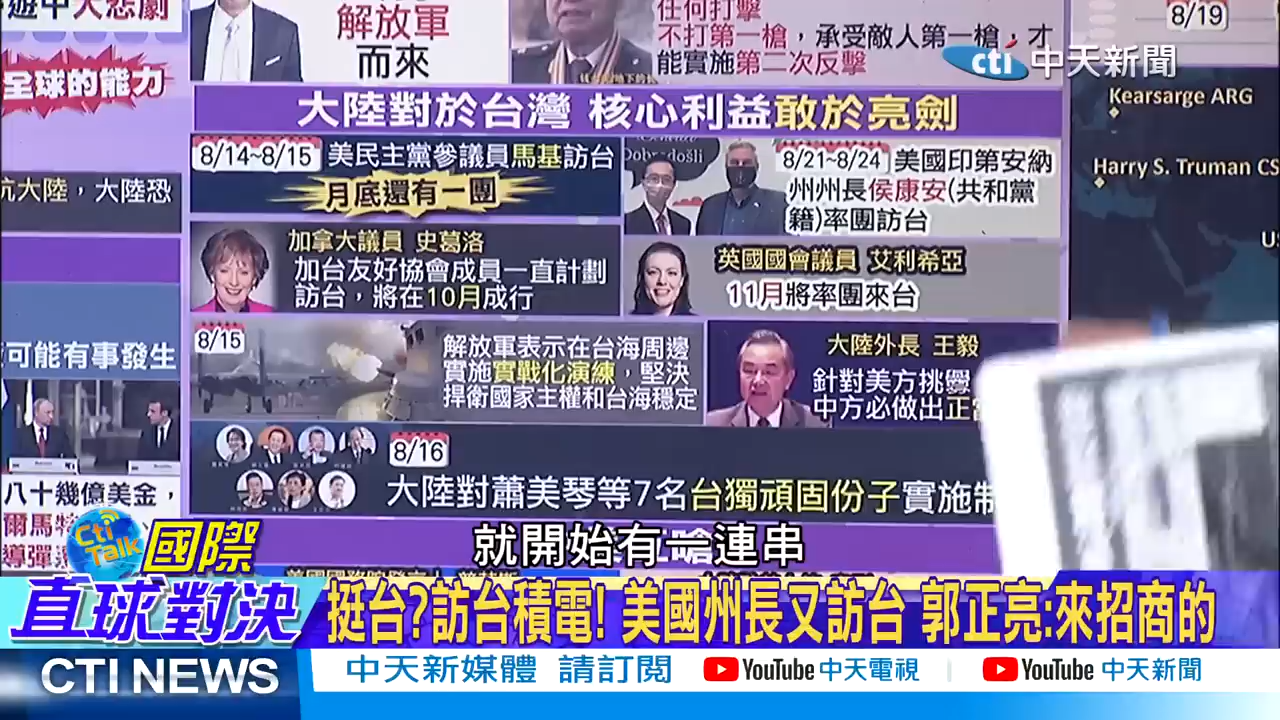 遊中大悲劇
全球的能力
抗大陸，大陸恐
可能有事發生
八十幾億美金，
解放軍
而來
任何打擊
不打第一槍，承受敵人第一槍，才
能實施第二次反擊
8/19
cti 中天新聞
Kearsarge ARG
Harry S. Truman CS
大陸對於台灣 核心利益敢於亮劍
8/14~8/15 美民主黨參議員馬基訪台
月底還有一團
8/21~8/24 美國印第安納
州州長侯康安(共和黨
籍)率團訪台
Dobrodošli
加拿大議員 史葛洛
加台友好協會成員一直計劃
訪台，將在10月成行
英國國會議員 艾利希亞
11月將率團來台
8/15
解放軍表示在台海周邊
實施實戰化演練，堅決
捍衛國家主權和台海穩定
大陸外長 王毅
針對美方挑釁
中方必做出正
8/16
大陸對蕭美琴等7名台獨頑固份子實施
就開始有一連串
Cti Talk
國際
直球對決
挺台?訪台積電! 美國州長又訪台 郭正亮:來招商的
CTI NEWS
中天新媒體 請訂閱 YouTube 中天電視 | YouTube 中天新聞